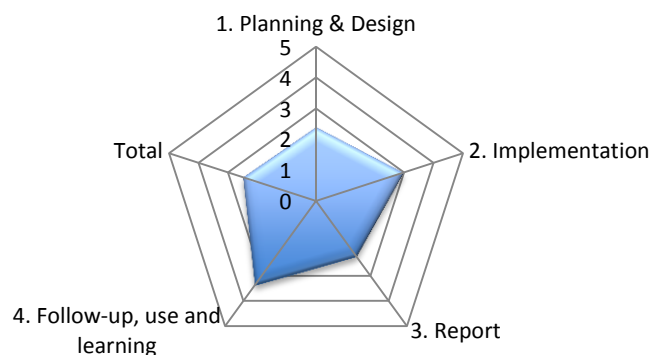 1. Planning & Design
5
4
3
2
1
0
Total
2. Implementation
4. Follow-up, use and
learning
3. Report